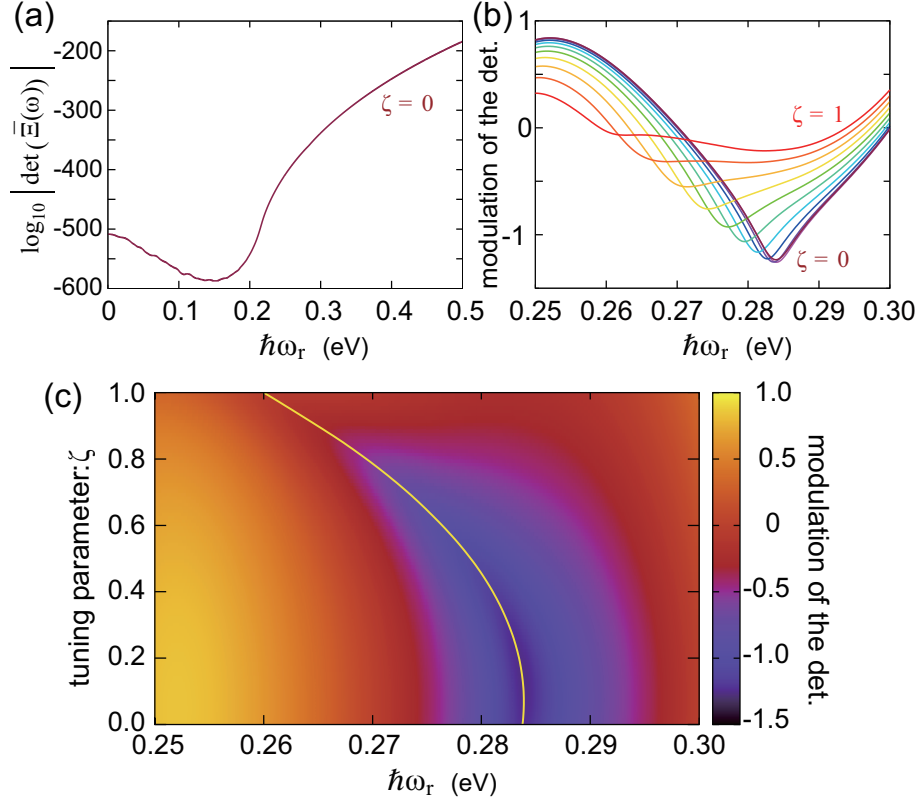 (a)
log10 | det (Ξ̄(ω)) |
-200
-300
-400
-500
-600
ζ = 0
0
0.1
0.2
0.3
0.4
0.5
ℏωr (eV)
(b)
modulation of the det.
1
0
-1
ζ = 1
ζ = 0
0.25
0.26
0.27
0.28
0.29
0.30
ℏωr (eV)
(c)
tuning parameter:ζ
1.0
0.8
0.6
0.4
0.2
0.0
0.25
0.26
0.27
0.28
0.29
0.30
ℏωr (eV)
1.0
0.5
0
-0.5
-1.0
-1.5
modulation of the det.